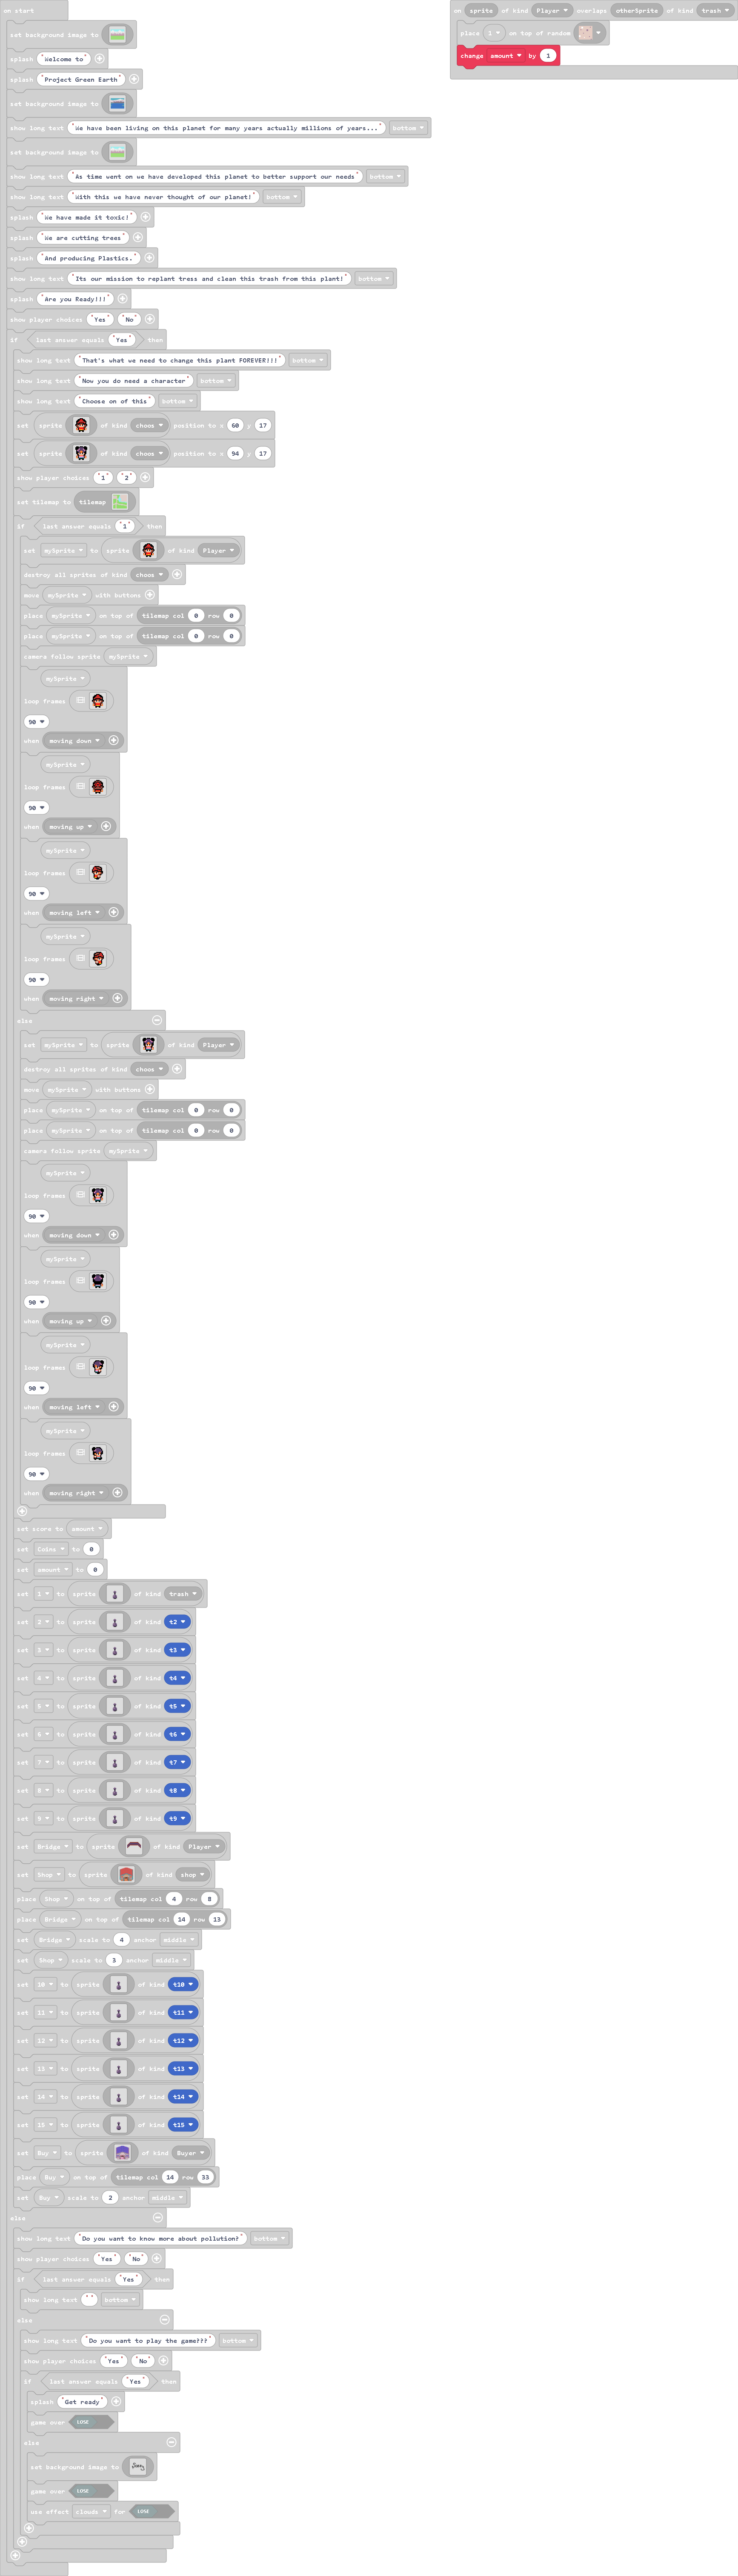 on start
set background image to
splash "Welcome to"
splash "Project Green Earth"
set background image to
show long text "We have been living on this planet for many years actually millions of years..." bottom
set background image to
show long text "As time went on we have developed this planet to better support our needs" bottom
show long text "With this we have never thought of our planet!" bottom
splash "We have made it toxic!"
splash "We are cutting trees"
splash "And producing Plastics."
show long text "Its our mission to replant tress and clean this trash from this plant!" bottom
splash "Are you Ready!!!"
show player choices "Yes" "No"
if last answer equals "Yes" then
show long text "That's what we need to change this plant FOREVER!!!" bottom
show long text "Now you do need a character" bottom
show long text "Choose on of this" bottom
set sprite of kind choos position to x 60 y 17
set sprite of kind choos position to x 94 y 17
show player choices "1" "2"
set tilemap to tilemap
if last answer equals "1" then
set mySprite to sprite of kind Player
destroy all sprites of kind choos
move mySprite with buttons
place mySprite on top of tilemap col 0 row 0
place mySprite on top of tilemap col 0 row 0
camera follow sprite mySprite
mySprite
loop frames
90
when moving down
mySprite
loop frames
90
when moving up
mySprite
loop frames
90
when moving left
mySprite
loop frames
90
when moving right
else
set mySprite to sprite of kind Player
destroy all sprites of kind choos
move mySprite with buttons
place mySprite on top of tilemap col 0 row 0
place mySprite on top of tilemap col 0 row 0
camera follow sprite mySprite
mySprite
loop frames
90
when moving down
mySprite
loop frames
90
when moving up
mySprite
loop frames
90
when moving left
mySprite
loop frames
90
when moving right
set score to amount
set Coins to 0
set amount to 0
set 1 to sprite of kind trash
set 2 to sprite of kind t2
set 3 to sprite of kind t3
set 4 to sprite of kind t4
set 5 to sprite of kind t5
set 6 to sprite of kind t6
set 7 to sprite of kind t7
set 8 to sprite of kind t8
set 9 to sprite of kind t9
set Bridge to sprite of kind Player
set Shop to sprite of kind shop
place Shop on top of tilemap col 4 row 8
place Bridge on top of tilemap col 14 row 13
set Bridge scale to 4 anchor middle
set Shop scale to 3 anchor middle
set 10 to sprite of kind t10
set 11 to sprite of kind t11
set 12 to sprite of kind t12
set 13 to sprite of kind t13
set 14 to sprite of kind t14
set 15 to sprite of kind t15
set Buy to sprite of kind Buyer
place Buy on top of tilemap col 14 row 33
set Buy scale to 2 anchor middle
else
show long text "Do you want to know more about pollution?" bottom
show player choices "Yes" "No"
if last answer equals "Yes" then
show long text " " bottom
else
show long text "Do you want to play the game???" bottom
show player choices "Yes" "No"
if last answer equals "Yes" then
splash "Get ready"
game over LOSE
else
set background image to
game over LOSE
use effect clouds for LOSE
on sprite of kind Player overlaps otherSprite of kind trash
place 1 on top of random
change amount by 1